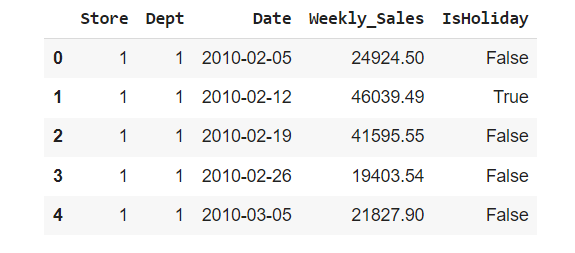 Store Dept Date Weekly_Sales IsHoliday
0 1 1 2010-02-05 24924.50 False
1 1 1 2010-02-12 46039.49 True
2 1 1 2010-02-19 41595.55 False
3 1 1 2010-02-26 19403.54 False
4 1 1 2010-03-05 21827.90 False